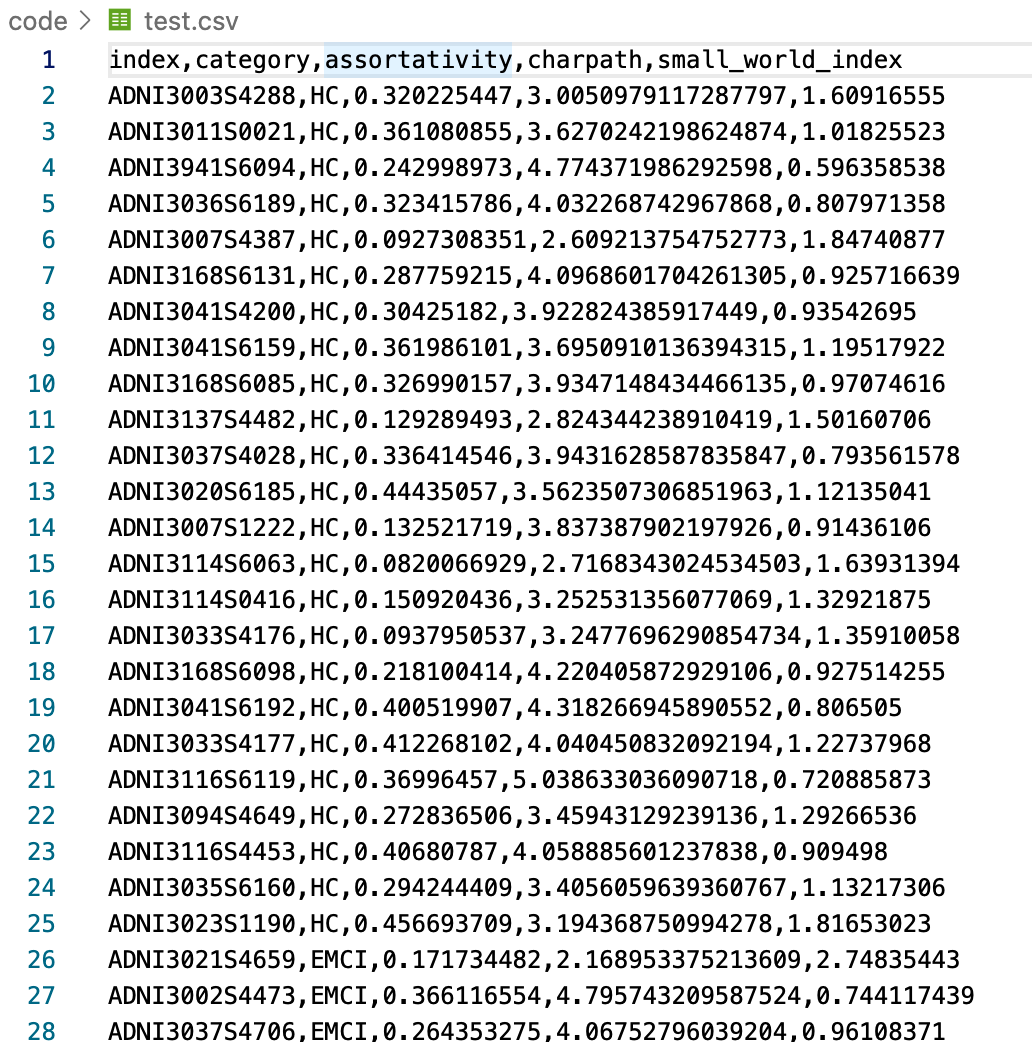 code > test.csv
1 index,category,assortativity,charpath,small_world_index
2 ADNI3003S4288,HC,0.320225447,3.0050979117287797,1.60916555
3 ADNI3011S0021,HC,0.361080855,3.6270242198624874,1.01825523
4 ADNI3941S6094,HC,0.242998973,4.774371986292598,0.596358538
5 ADNI3036S6189,HC,0.323415786,4.032268742967868,0.807971358
6 ADNI3007S4387,HC,0.0927308351,2.609213754752773,1.84740877
7 ADNI3168S6131,HC,0.287759215,4.0968601704261305,0.925716639
8 ADNI3041S4200,HC,0.30425182,3.922824385917449,0.93542695
9 ADNI3041S6159,HC,0.361986101,3.6950910136394315,1.19517922
10 ADNI3168S6085,HC,0.326990157,3.9347148434466135,0.97074616
11 ADNI3137S4482,HC,0.129289493,2.824344238910419,1.50160706
12 ADNI3037S4028,HC,0.336414546,3.9431628587835847,0.793561578
13 ADNI3020S6185,HC,0.44435057,3.5623507306851963,1.12135041
14 ADNI3007S1222,HC,0.132521719,3.837387902197926,0.91436106
15 ADNI3114S6063,HC,0.0820066929,2.7168343024534503,1.63931394
16 ADNI3114S0416,HC,0.150920436,3.252531356077069,1.32921875
17 ADNI3033S4176,HC,0.0937950537,3.2477696290854734,1.35910058
18 ADNI3168S6098,HC,0.218100414,4.220405872929106,0.927514255
19 ADNI3041S6192,HC,0.400519907,4.318266945890552,0.806505
20 ADNI3033S4177,HC,0.412268102,4.040450832092194,1.22737968
21 ADNI3116S6119,HC,0.36996457,5.038633036090718,0.720885873
22 ADNI3094S4649,HC,0.272836506,3.45943129239136,1.29266536
23 ADNI3116S4453,HC,0.40680787,4.058885601237838,0.909498
24 ADNI3035S6160,HC,0.294244409,3.4056059639360767,1.13217306
25 ADNI3023S1190,HC,0.456693709,3.194368750994278,1.81653023
26 ADNI3021S4659,EMCI,0.171734482,2.168953375213609,2.74835443
27 ADNI3002S4473,EMCI,0.366116554,4.795743209587524,0.744117439
28 ADNI3037S4706,EMCI,0.264353275,4.06752796039204,0.96108371